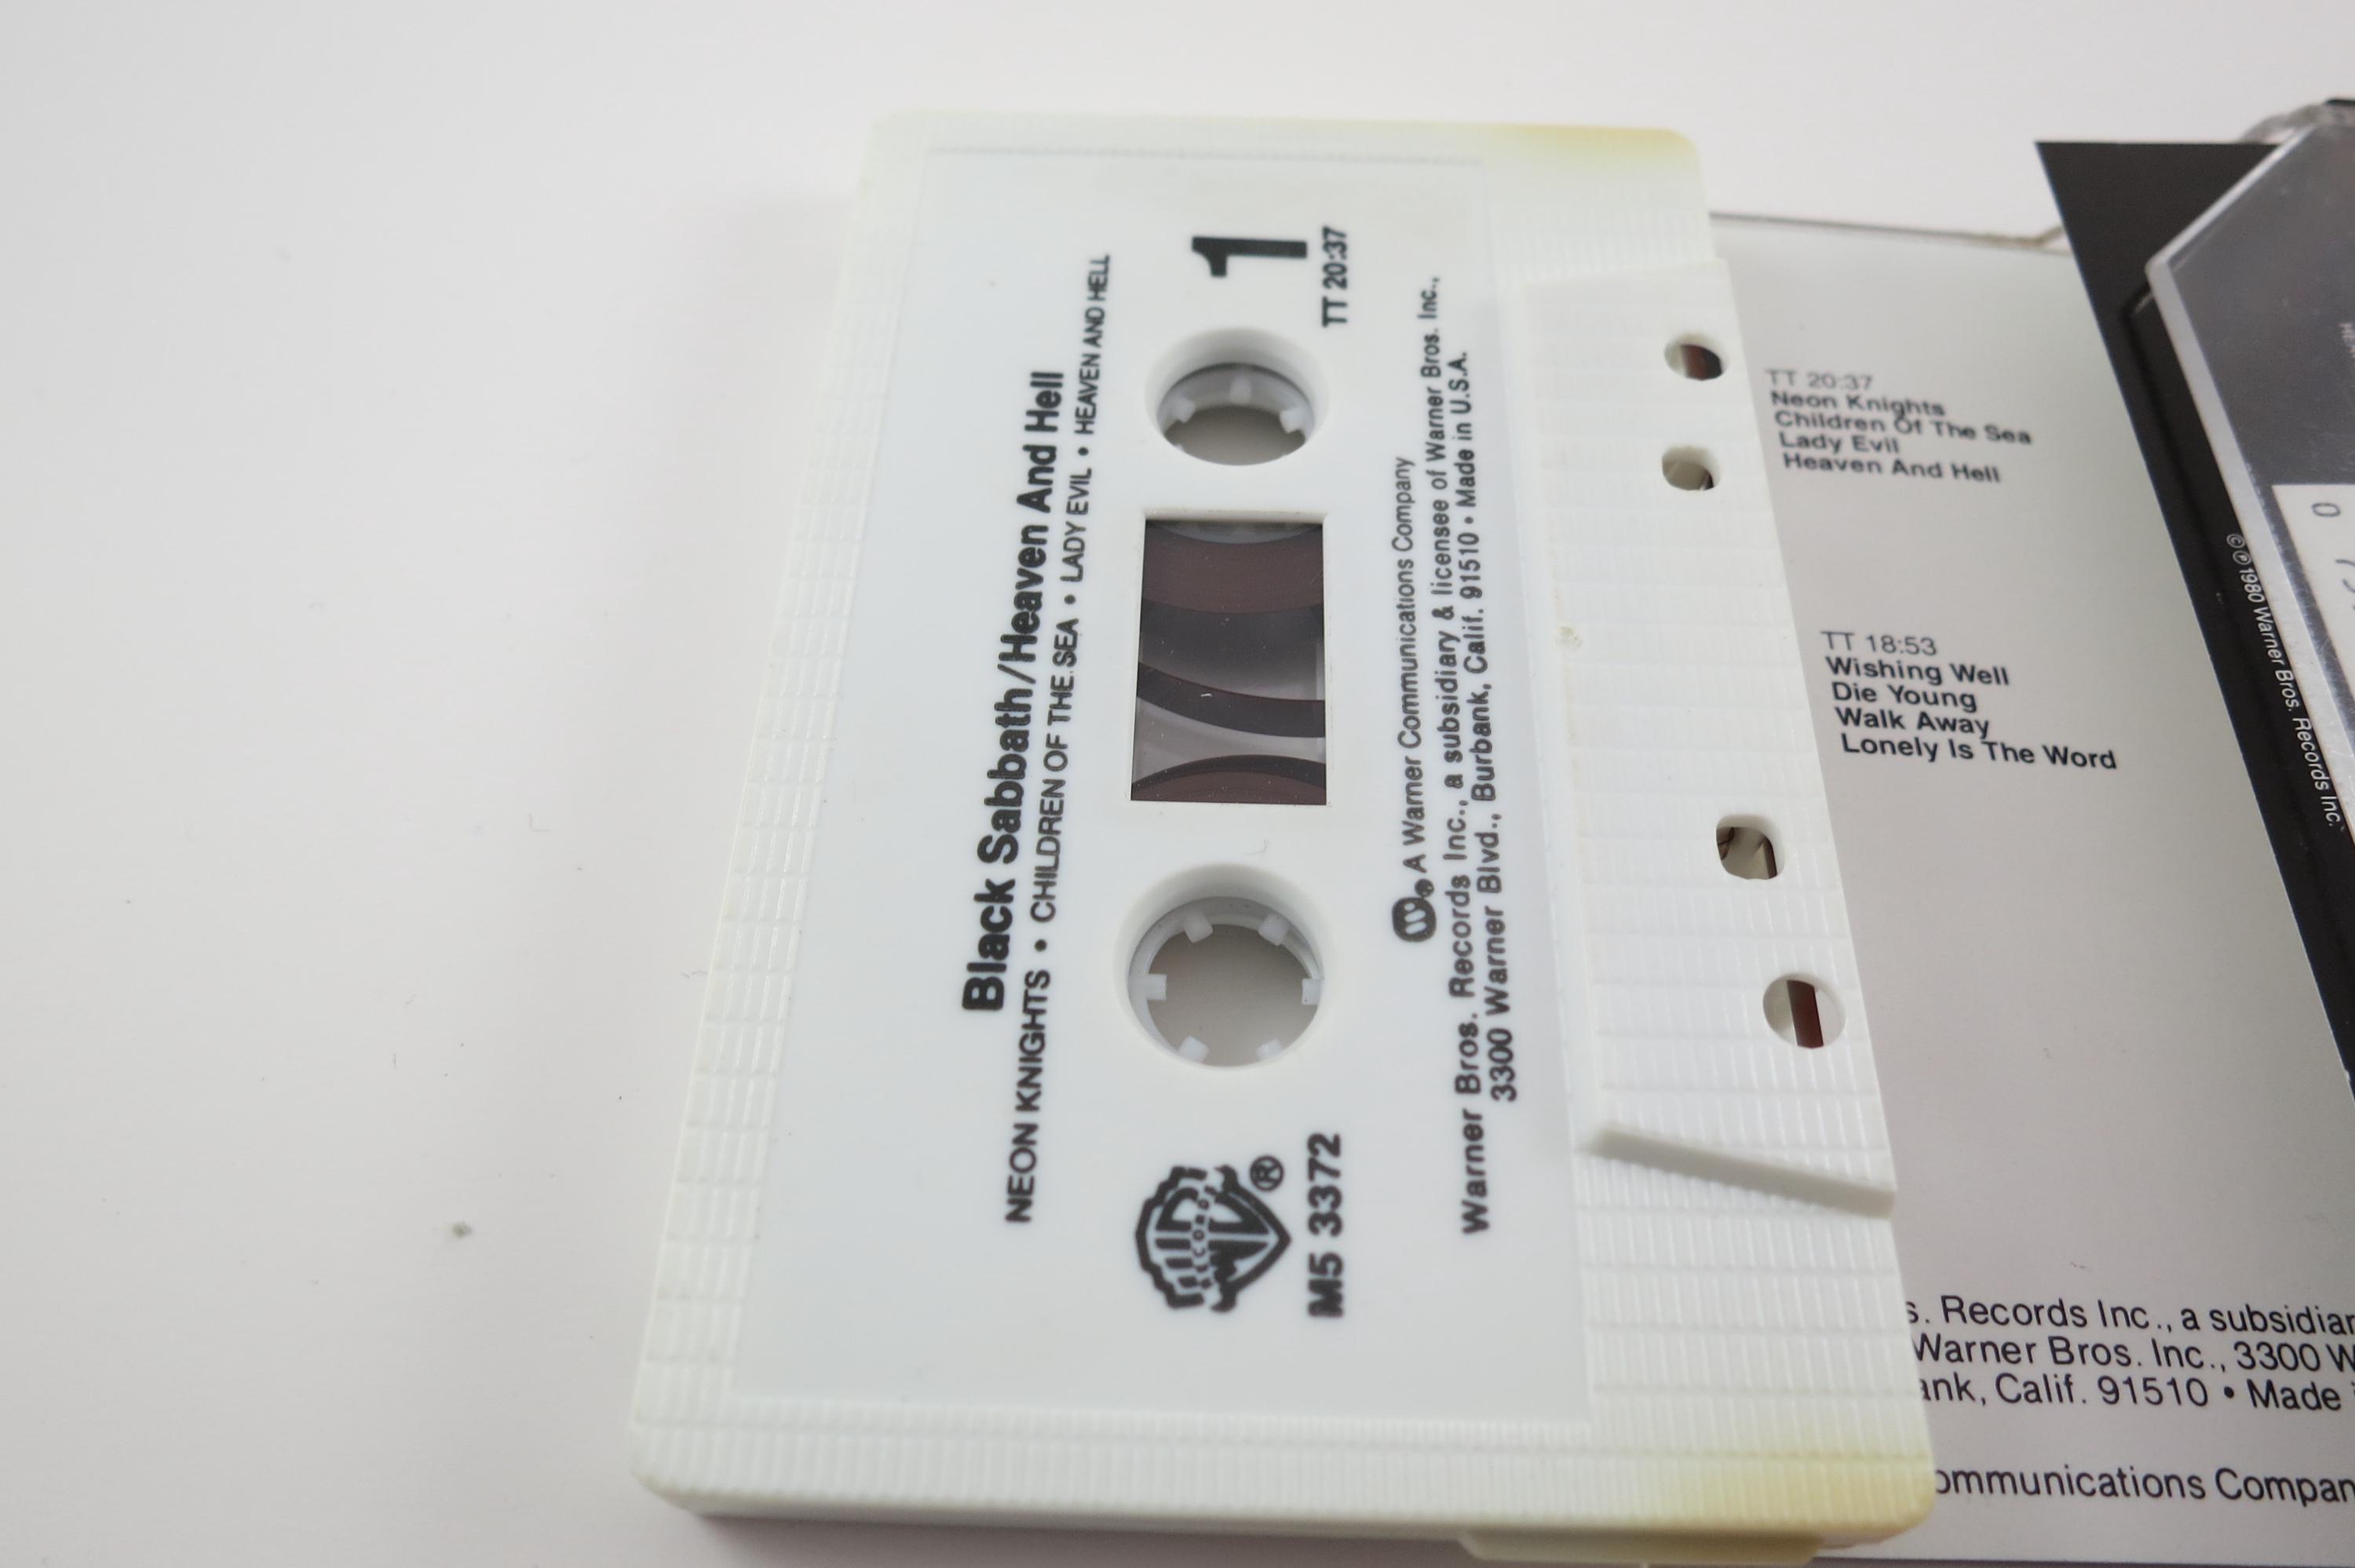 Black Sabbath/Heaven And Hell
NEON KNIGHTS • CHILDREN OF THE SEA • LADY EVIL • HEAVEN AND HELL
1
TT 20:37
RECORDS
®
M5 3372
® A Warner Communications Company
Warner Bros. Records Inc., a subsidiary & licensee of Warner Bros. Inc.,
3300 Warner Blvd., Burbank, Calif. 91510 • Made in U.S.A.
TT 20:37
Neon Knights
Children Of The Sea
Lady Evil
Heaven And Hell
TT 18:53
Wishing Well
Die Young
Walk Away
Lonely Is The Word
s. Records Inc., a subsidiar
Warner Bros. Inc., 3300 W
ank, Calif. 91510 • Made
ommunications Compan
©℗ 1980 Warner Bros. Records Inc.
0